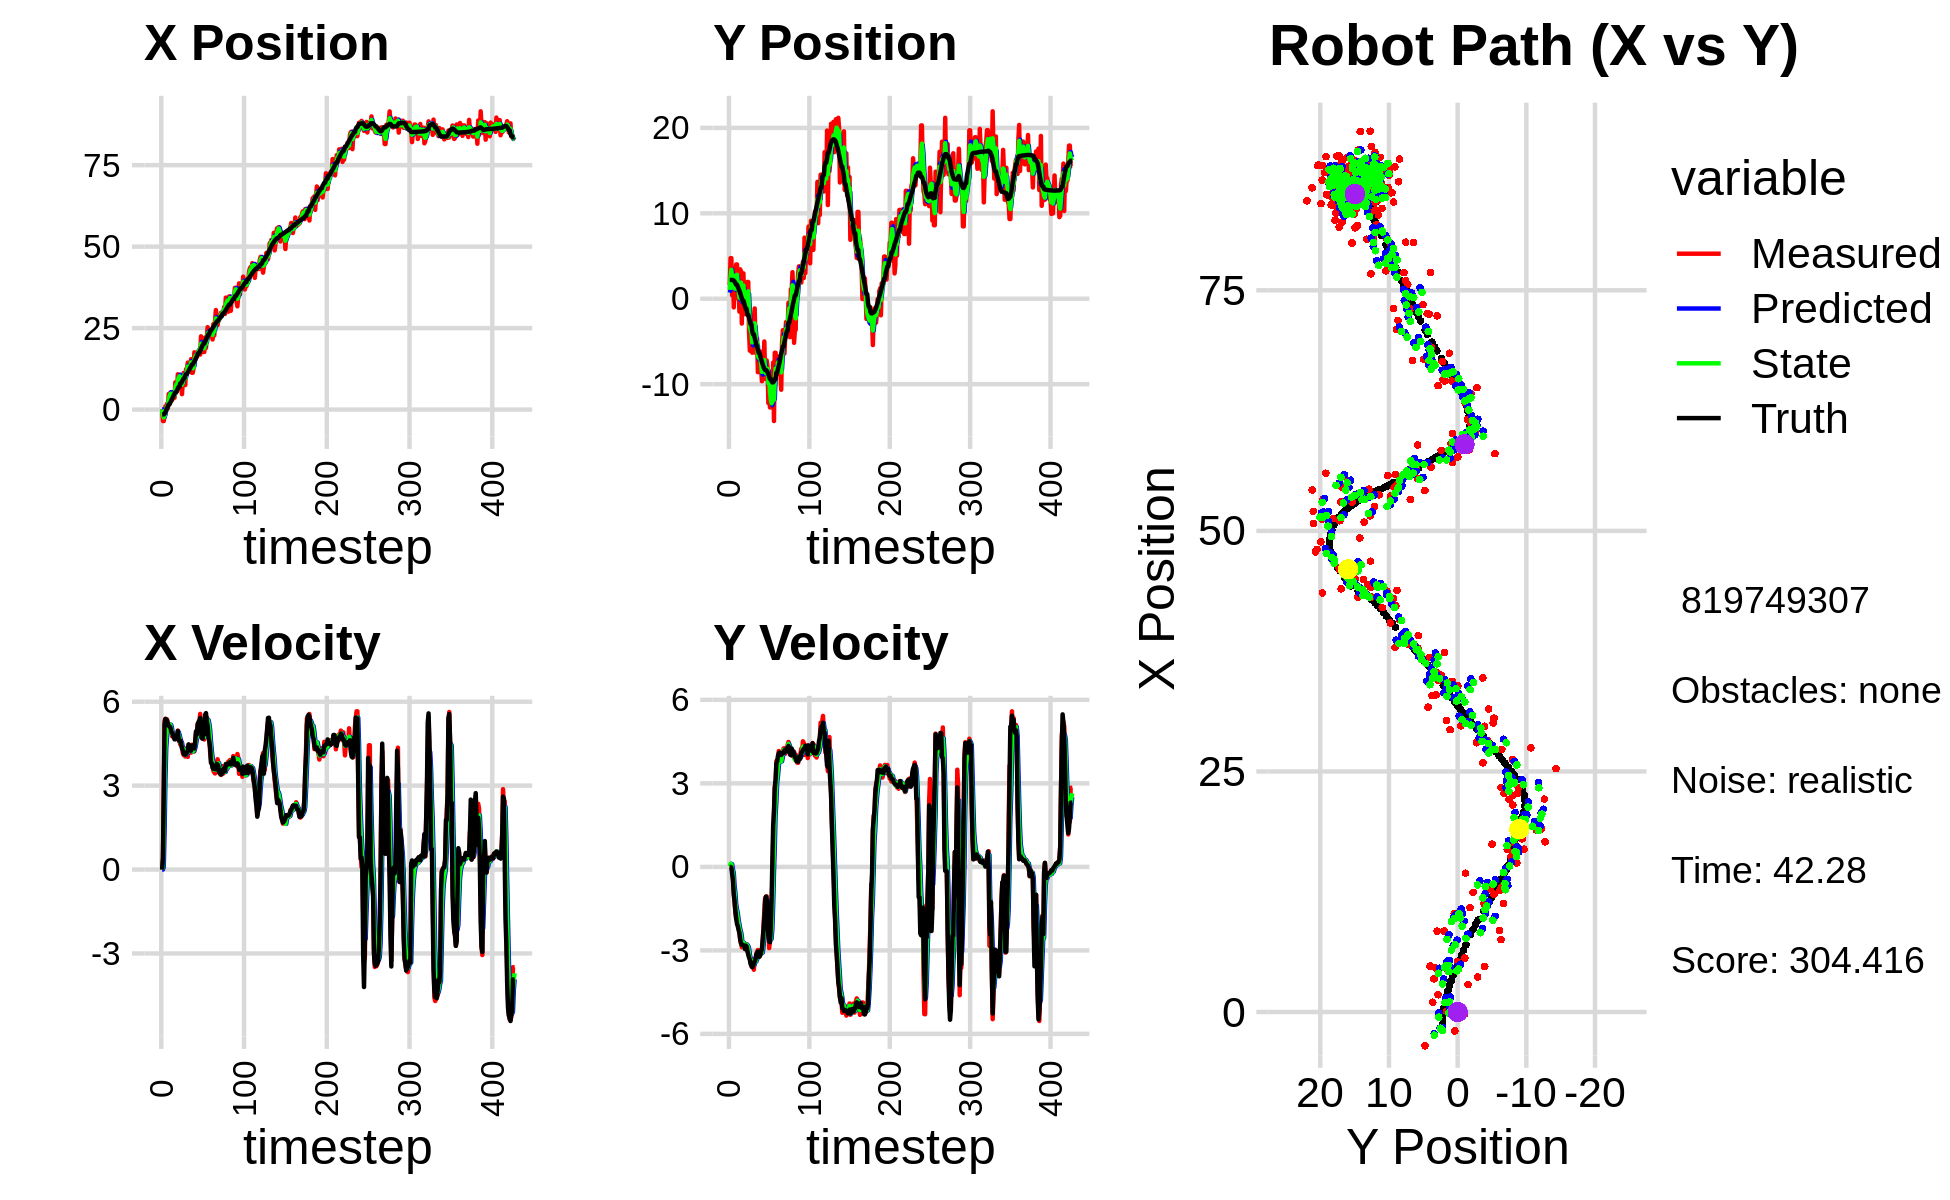 X Position
75
50
25
0
0
100
200
300
400
timestep
Y Position
20
10
0
-10
0
100
200
300
400
timestep
X Velocity
6
3
0
-3
0
100
200
300
400
timestep
Y Velocity
6
3
0
-3
-6
0
100
200
300
400
timestep
Robot Path (X vs Y)
X Position
75
50
25
0
20 10 0 -10 -20
Y Position
variable
Measured
Predicted
State
Truth
819749307
Obstacles: none
Noise: realistic
Time: 42.28
Score: 304.416